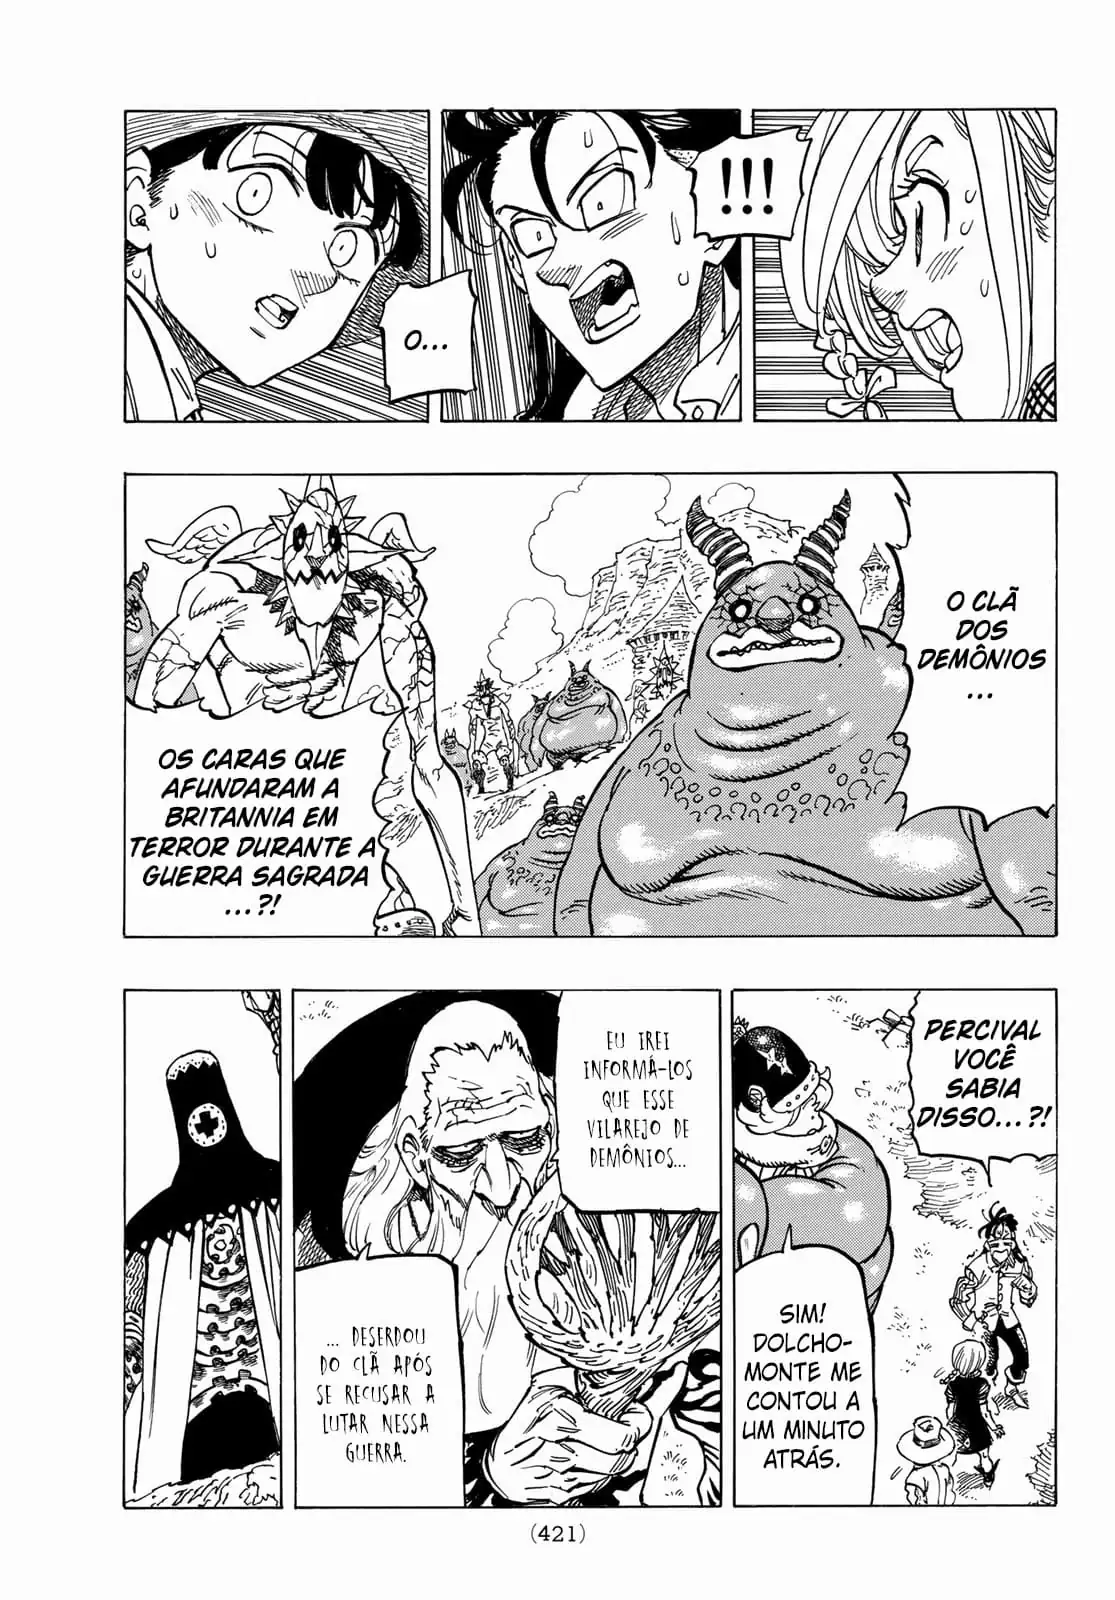 !!!
O...
O CLÃ
DOS
DEMÔNIOS
...
OS CARAS QUE
AFUNDARAM A
BRITANNIA EM
TERROR DURANTE A
GUERRA SAGRADA
...?!
PERCIVAL
VOCÊ
SABIA
DISSO...?!
SIM!
DOLCHO-
MONTE ME
CONTOU A
UM MINUTO
ATRÁS.
EU IREI
INFORMÁ-LOS
QUE ESSE
VILAREJO DE
DEMÔNIOS...
... DESERDOU
DO CLÃ APÓS
SE RECUSAR A
LUTAR NESSA
GUERRA.
(421)